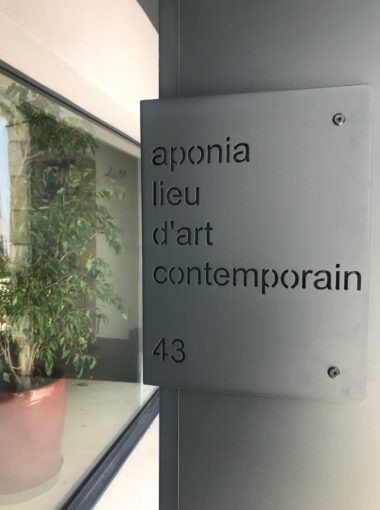 aponia
lieu
d'art
contemporain
43